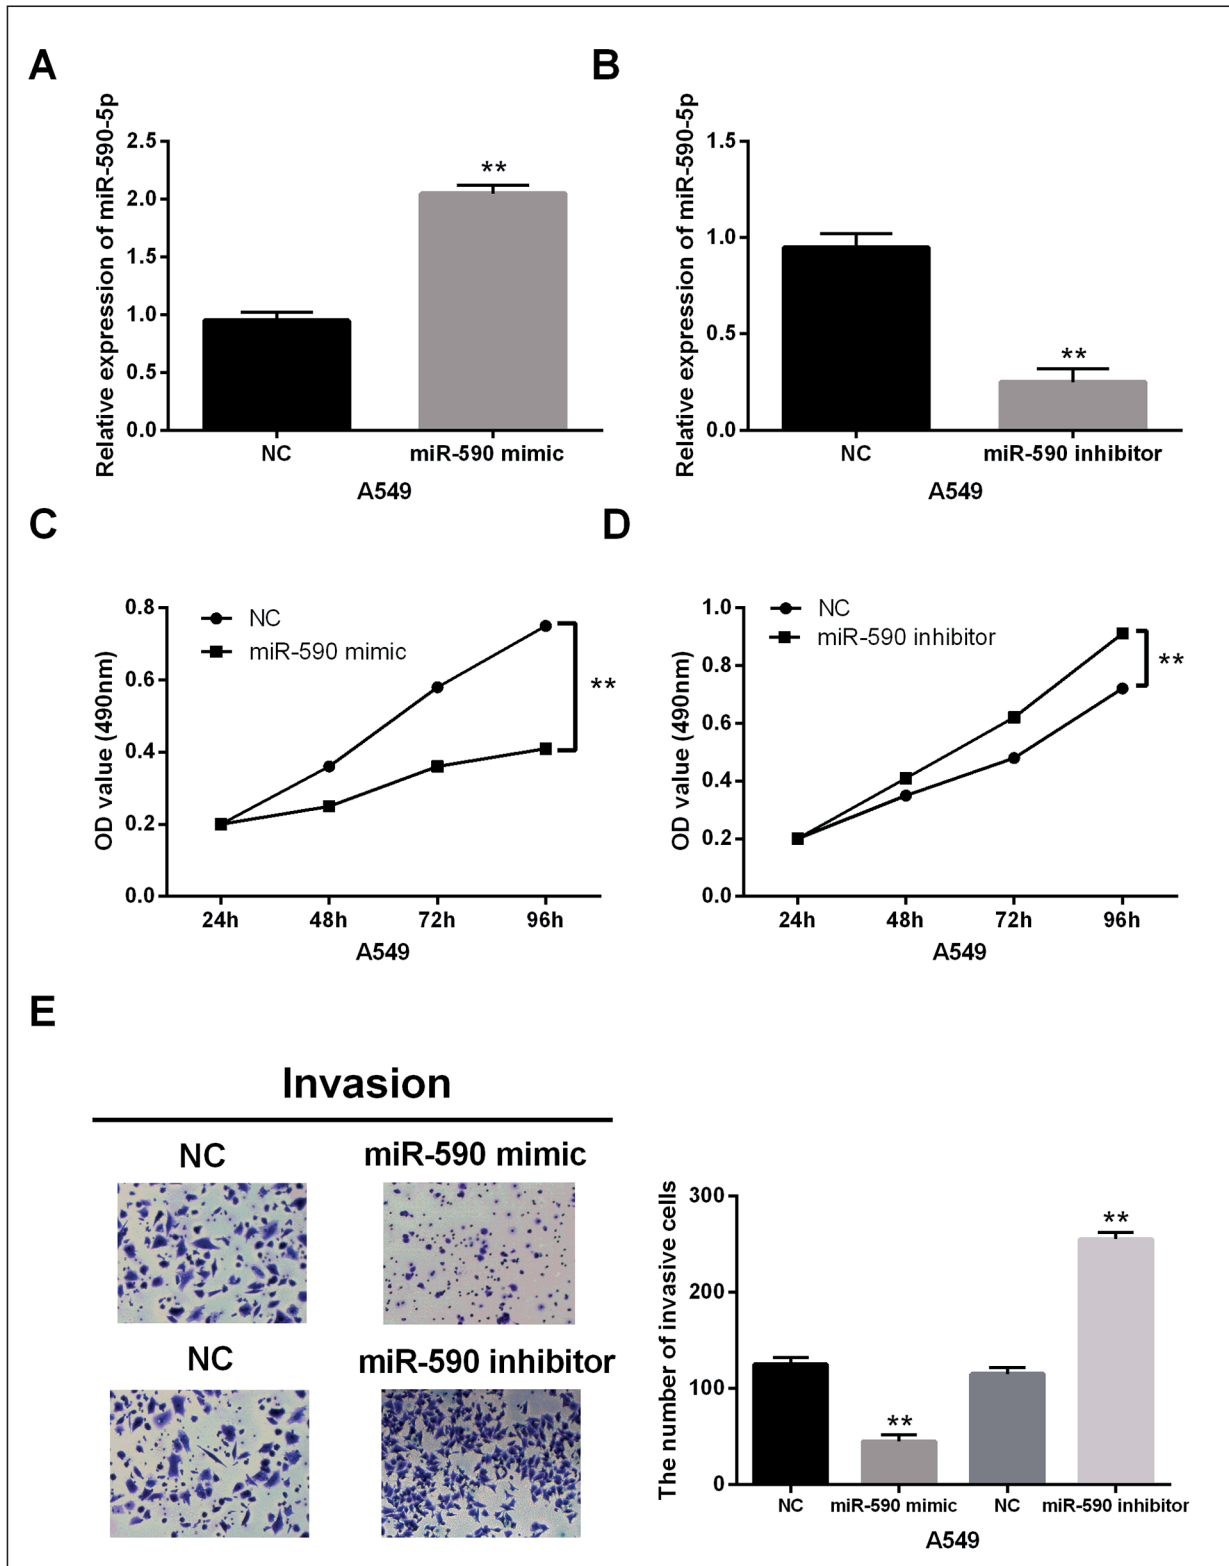 A
B
Relative expression of miR-590-5p
2.5
2.0
1.5
1.0
0.5
0.0
**
NC
miR-590 mimic
A549
Relative expression of miR-590-5p
1.5
1.0
0.5
0.0
**
NC
miR-590 inhibitor
A549
C
D
OD value (490nm)
0.8
0.6
0.4
0.2
0.0
NC
miR-590 mimic
**
24h 48h 72h 96h
A549
OD value (490nm)
1.0
0.8
0.6
0.4
0.2
0.0
NC
miR-590 inhibitor
**
24h 48h 72h 96h
A549
E
Invasion
NC
miR-590 mimic
NC
miR-590 inhibitor
The number of invasive cells
300
200
100
0
**
**
NC miR-590 mimic NC miR-590 inhibitor
A549